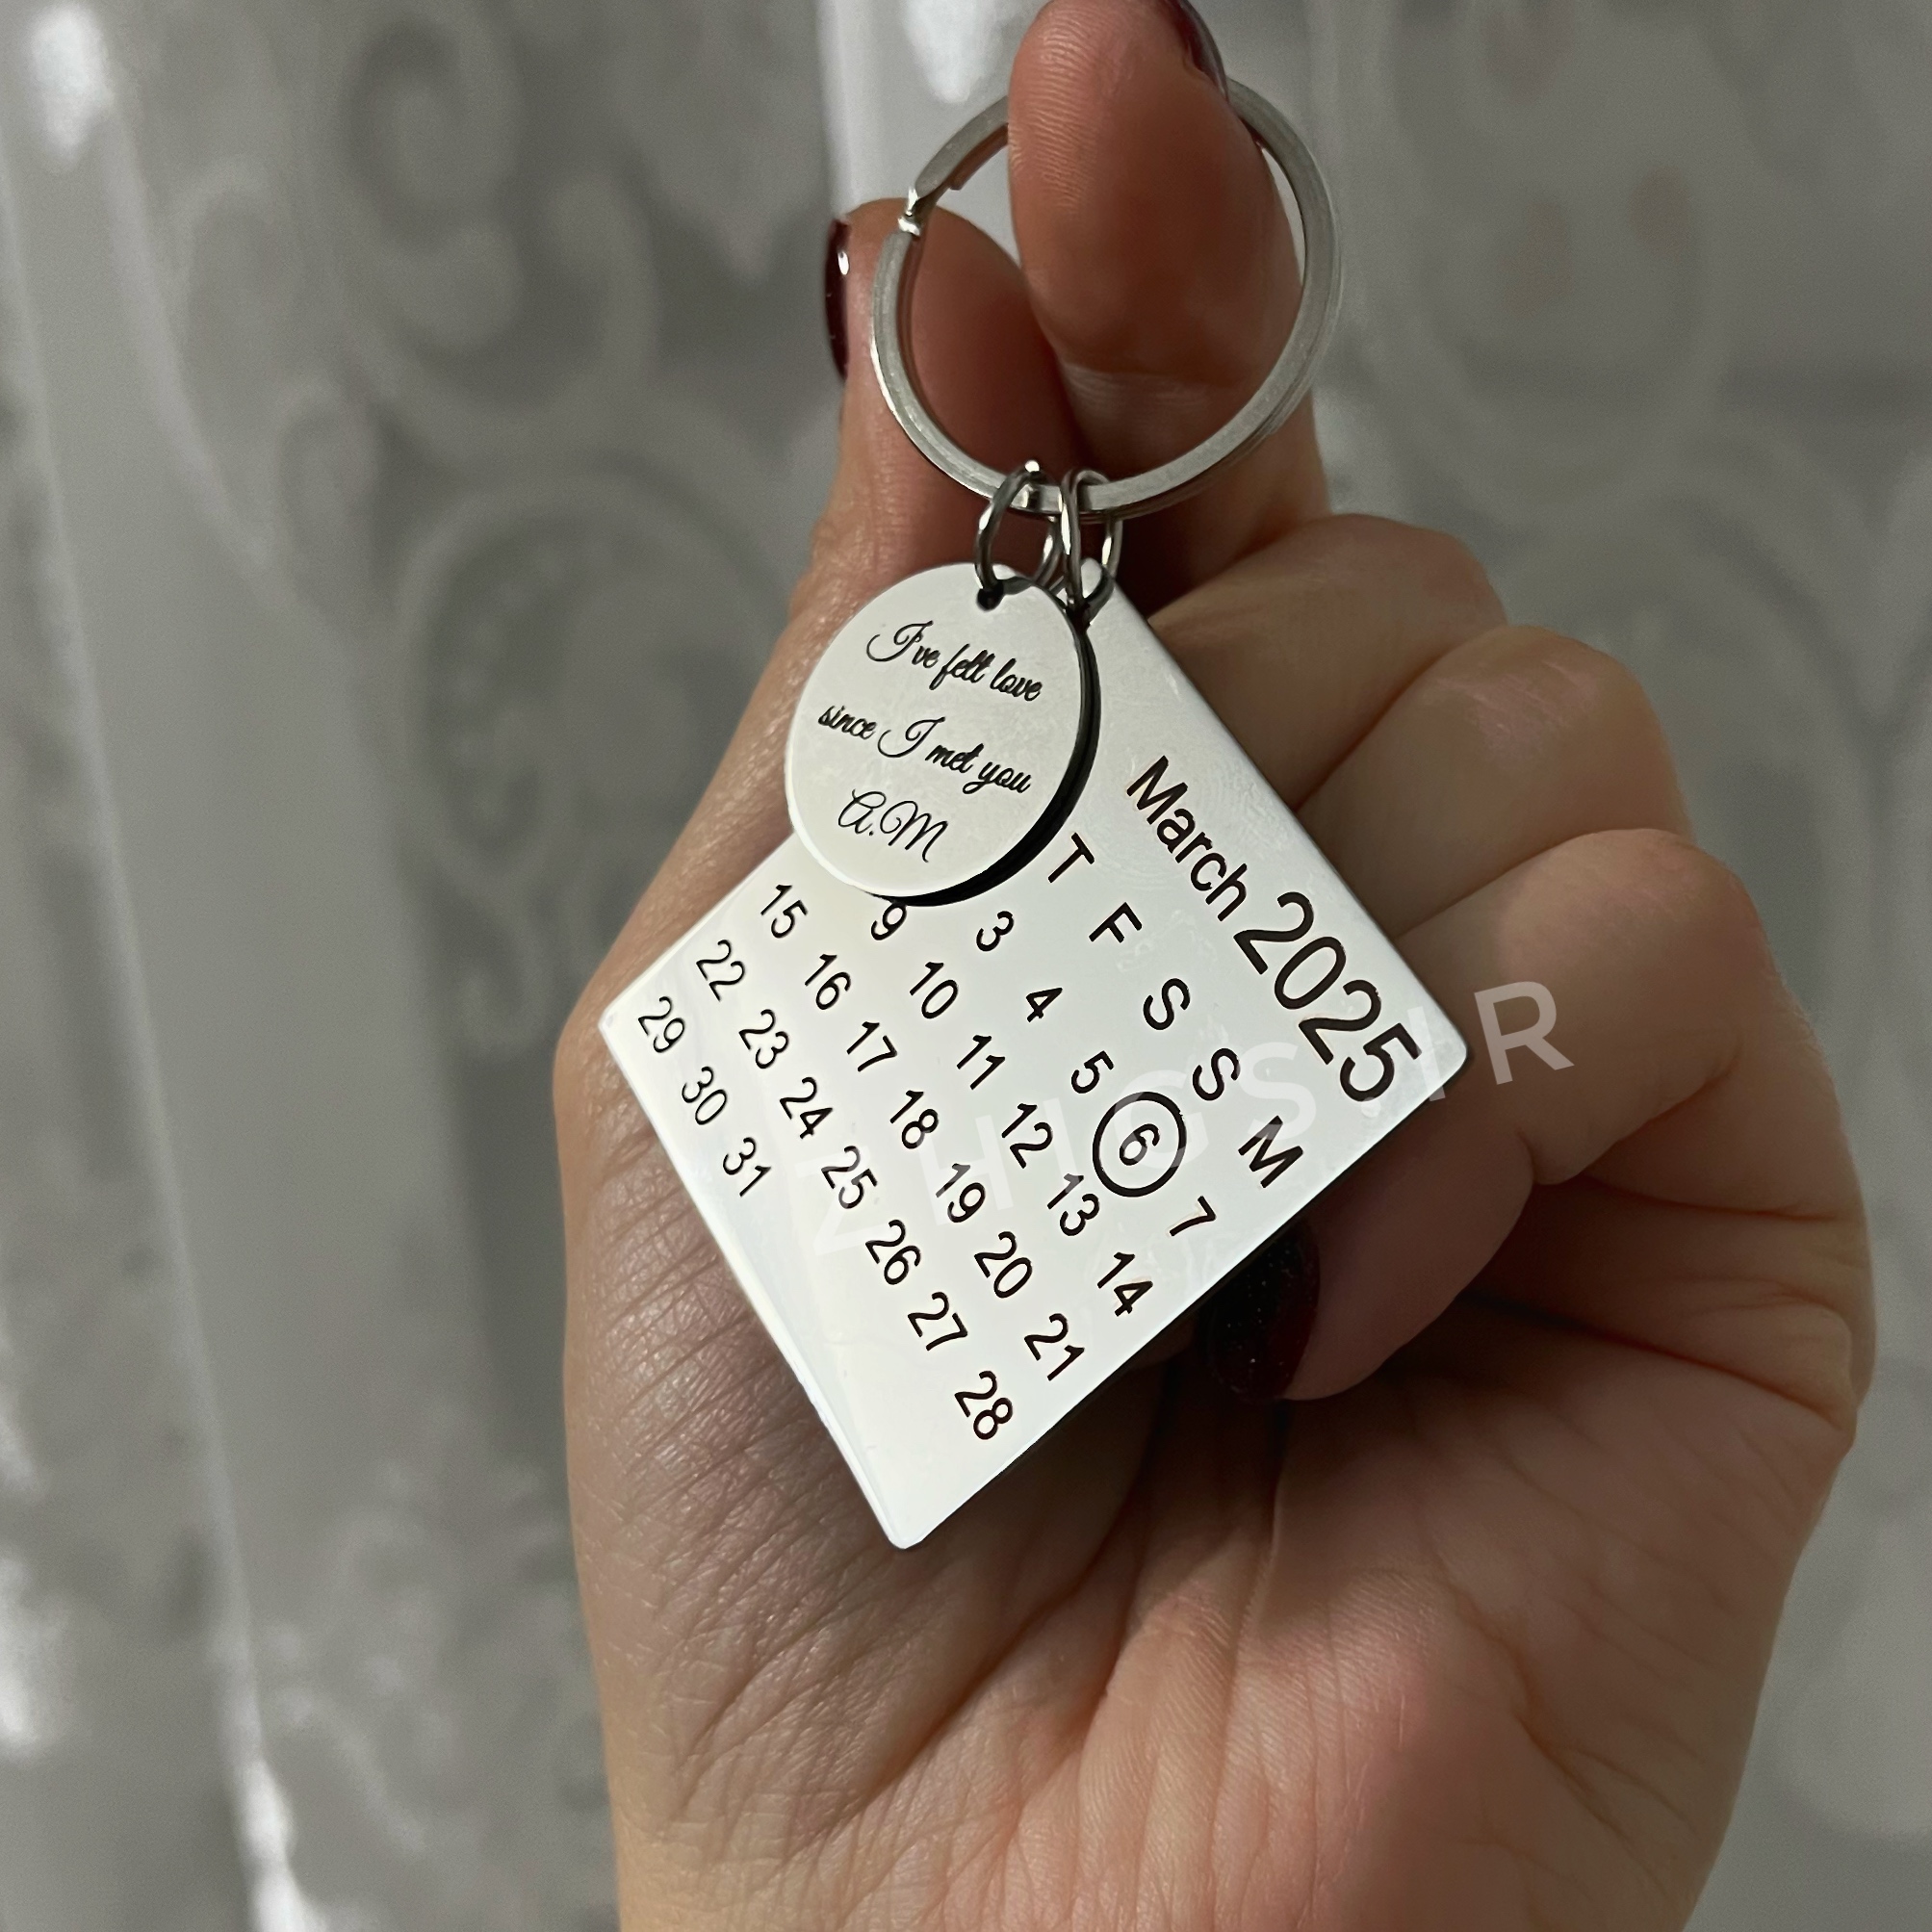 I've felt love
since I met you
A.M
March 2025
T F S S M
3 4 5 6 7
9 10 11 12 13 14
15 16 17 18 19 20 21
22 23 24 25 26 27 28
29 30 31
ZHIGSIR